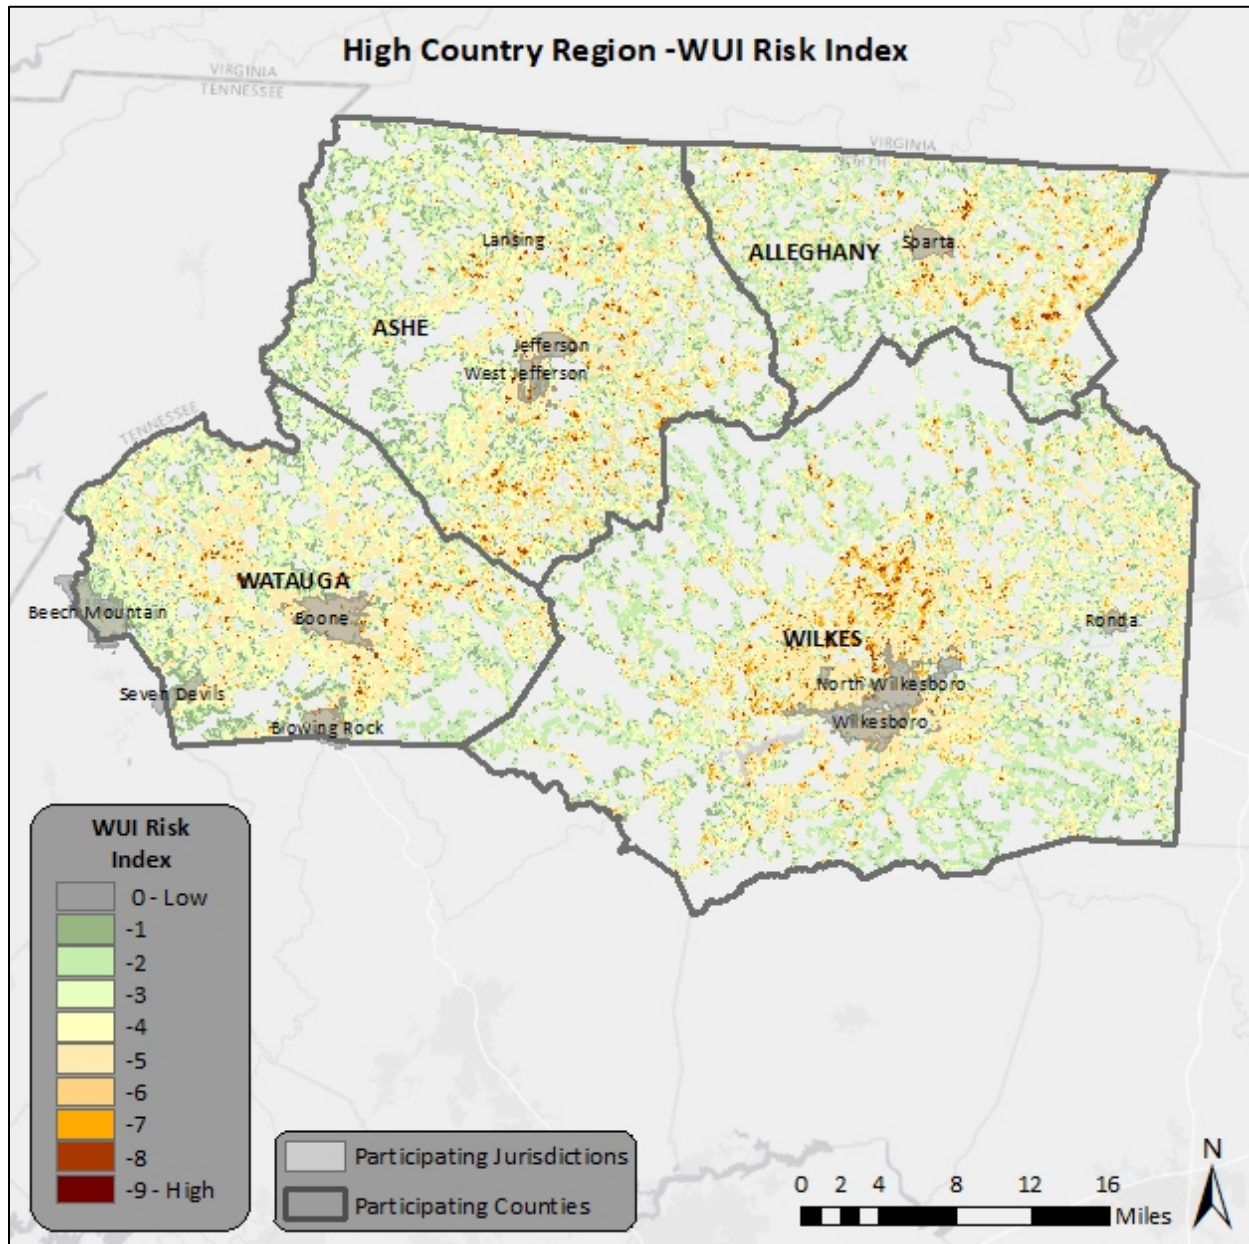 High Country Region -WUI Risk Index
VIRGINIA
TENNESSEE
VIRGINIA
NORTH
Lansing
ALLEGHANY
Sparta
ASHE
Jefferson
West Jefferson
TENNESSEE
WATAUGA
Boone
Beech Mountain
WILKES
Ronda
Seven Devils
North Wilkesboro
Blowing Rock
Wilkesboro
WUI Risk
Index
0 - Low
-1
-2
-3
-4
-5
-6
-7
-8
-9 - High
Participating Jurisdictions
Participating Counties
N
0 2 4 8 12 16
Miles